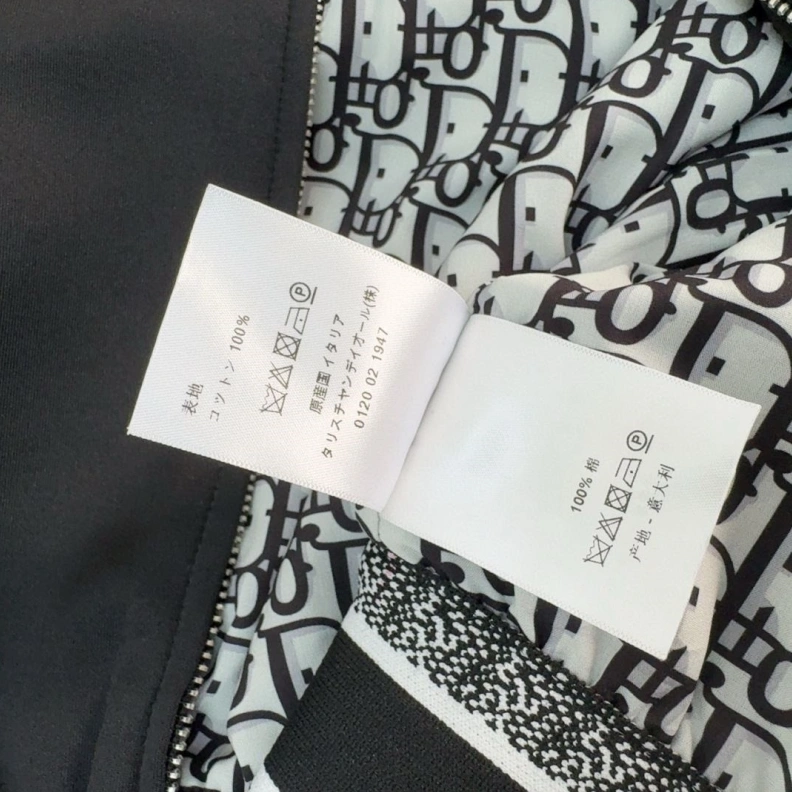 表地
コットン 100%
原産国イタリア
タリスチャンディオール(株)
0120 02 1947
100% 棉
产地 - 意大利